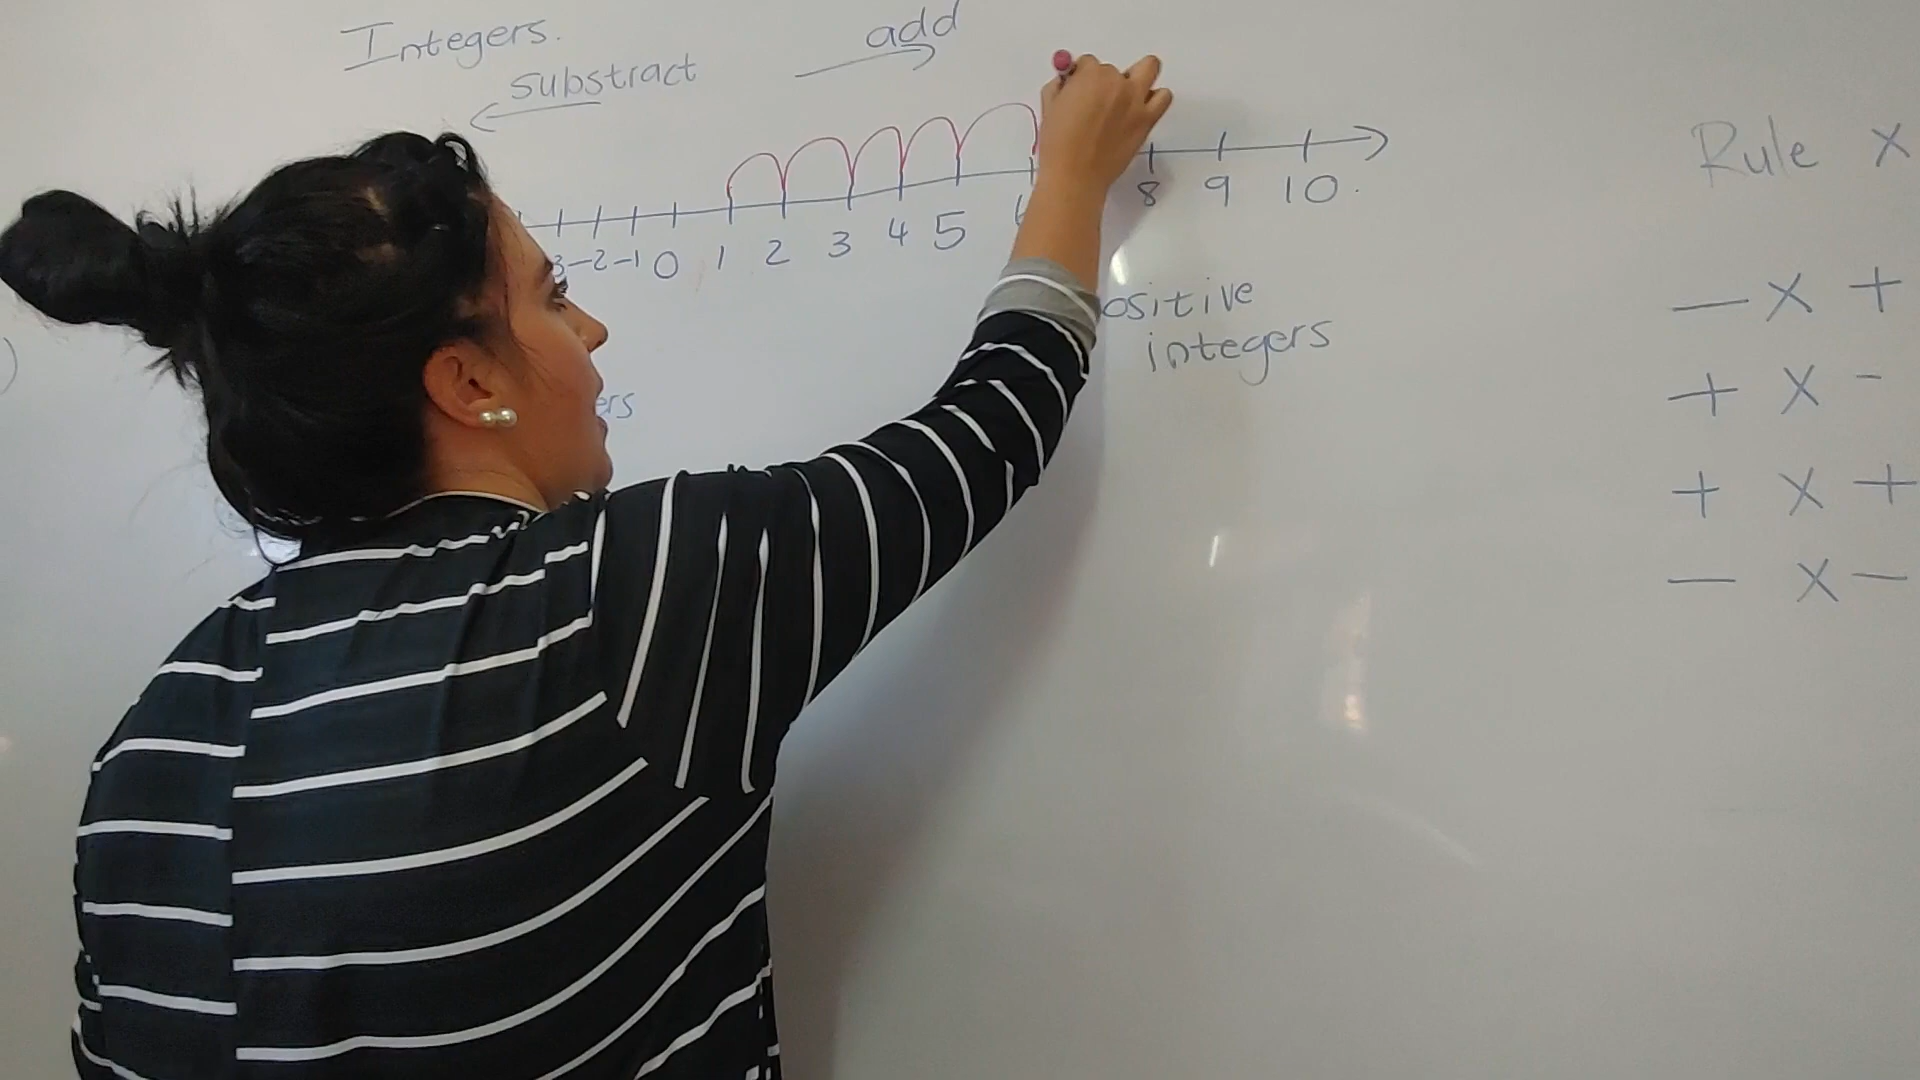 Integers.
substract
add
-2 -1 0 1 2 3 4 5 8 9 10.
integers
Rule x
- x +
+ x -
+ x +
- x -